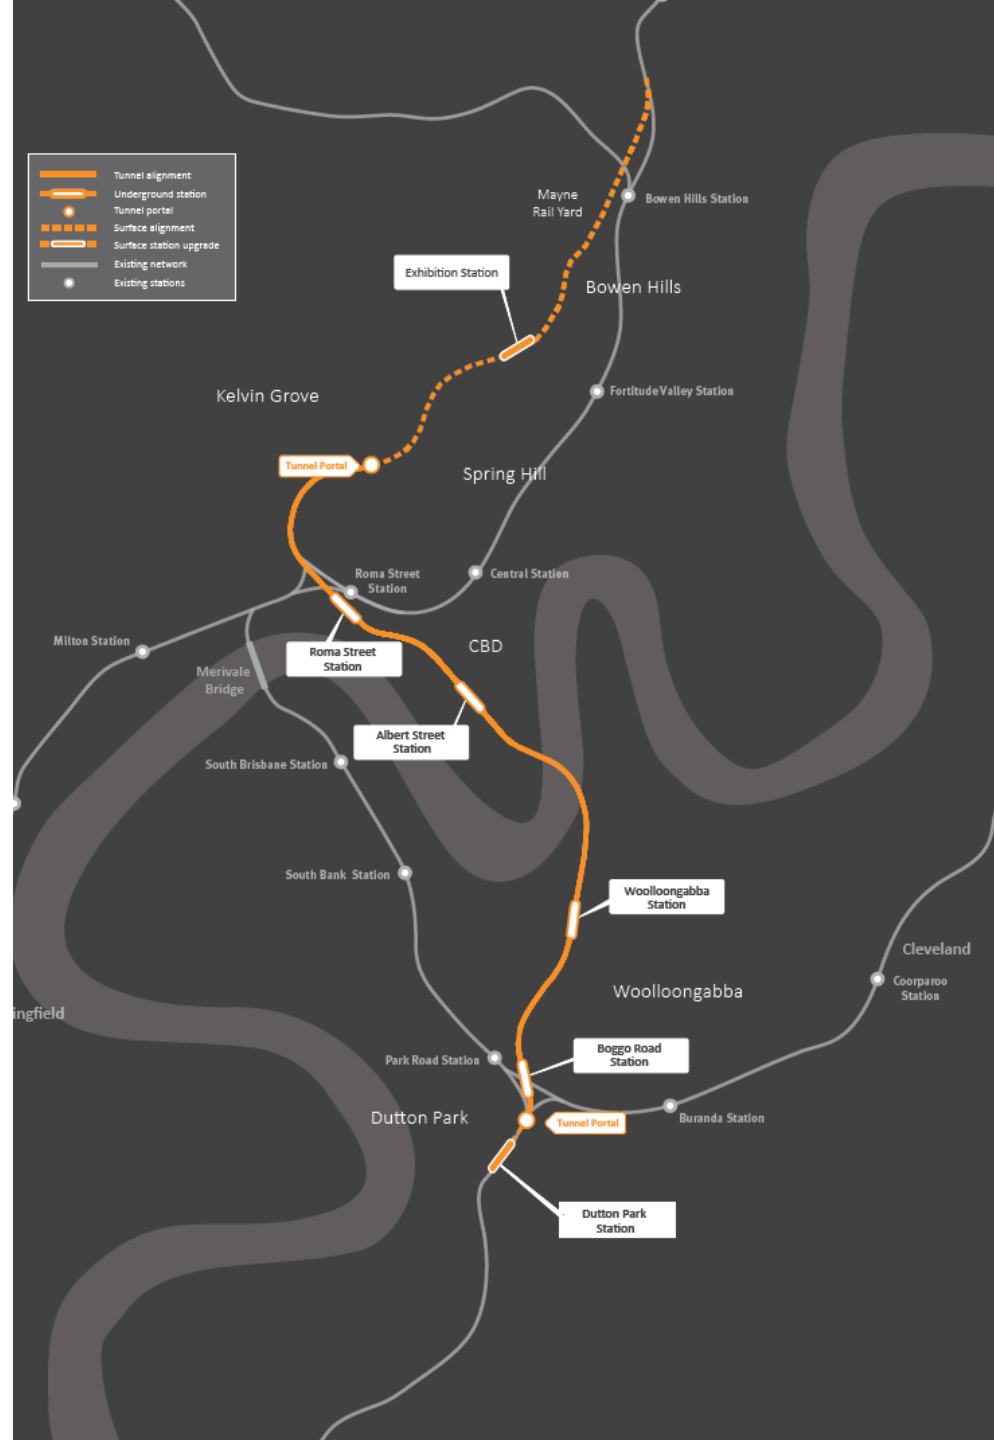 Tunnel alignment
Underground station
Tunnel portal
Surface alignment
Surface station upgrade
Existing network
Existing stations
Mayne
Rail Yard
Bowen Hills Station
Exhibition Station
Bowen Hills
Kelvin Grove
Fortitude Valley Station
Tunnel Portal
Spring Hill
Roma Street
Station
Central Station
Milton Station
Roma Street
Station
CBD
Merivale
Bridge
Albert Street
Station
South Brisbane Station
South Bank Station
Woolloongabba
Station
Cleveland
Coorparoo
Station
Woolloongabba
ingfield
Park Road Station
Boggo Road
Station
Dutton Park
Tunnel Portal
Buranda Station
Dutton Park
Station